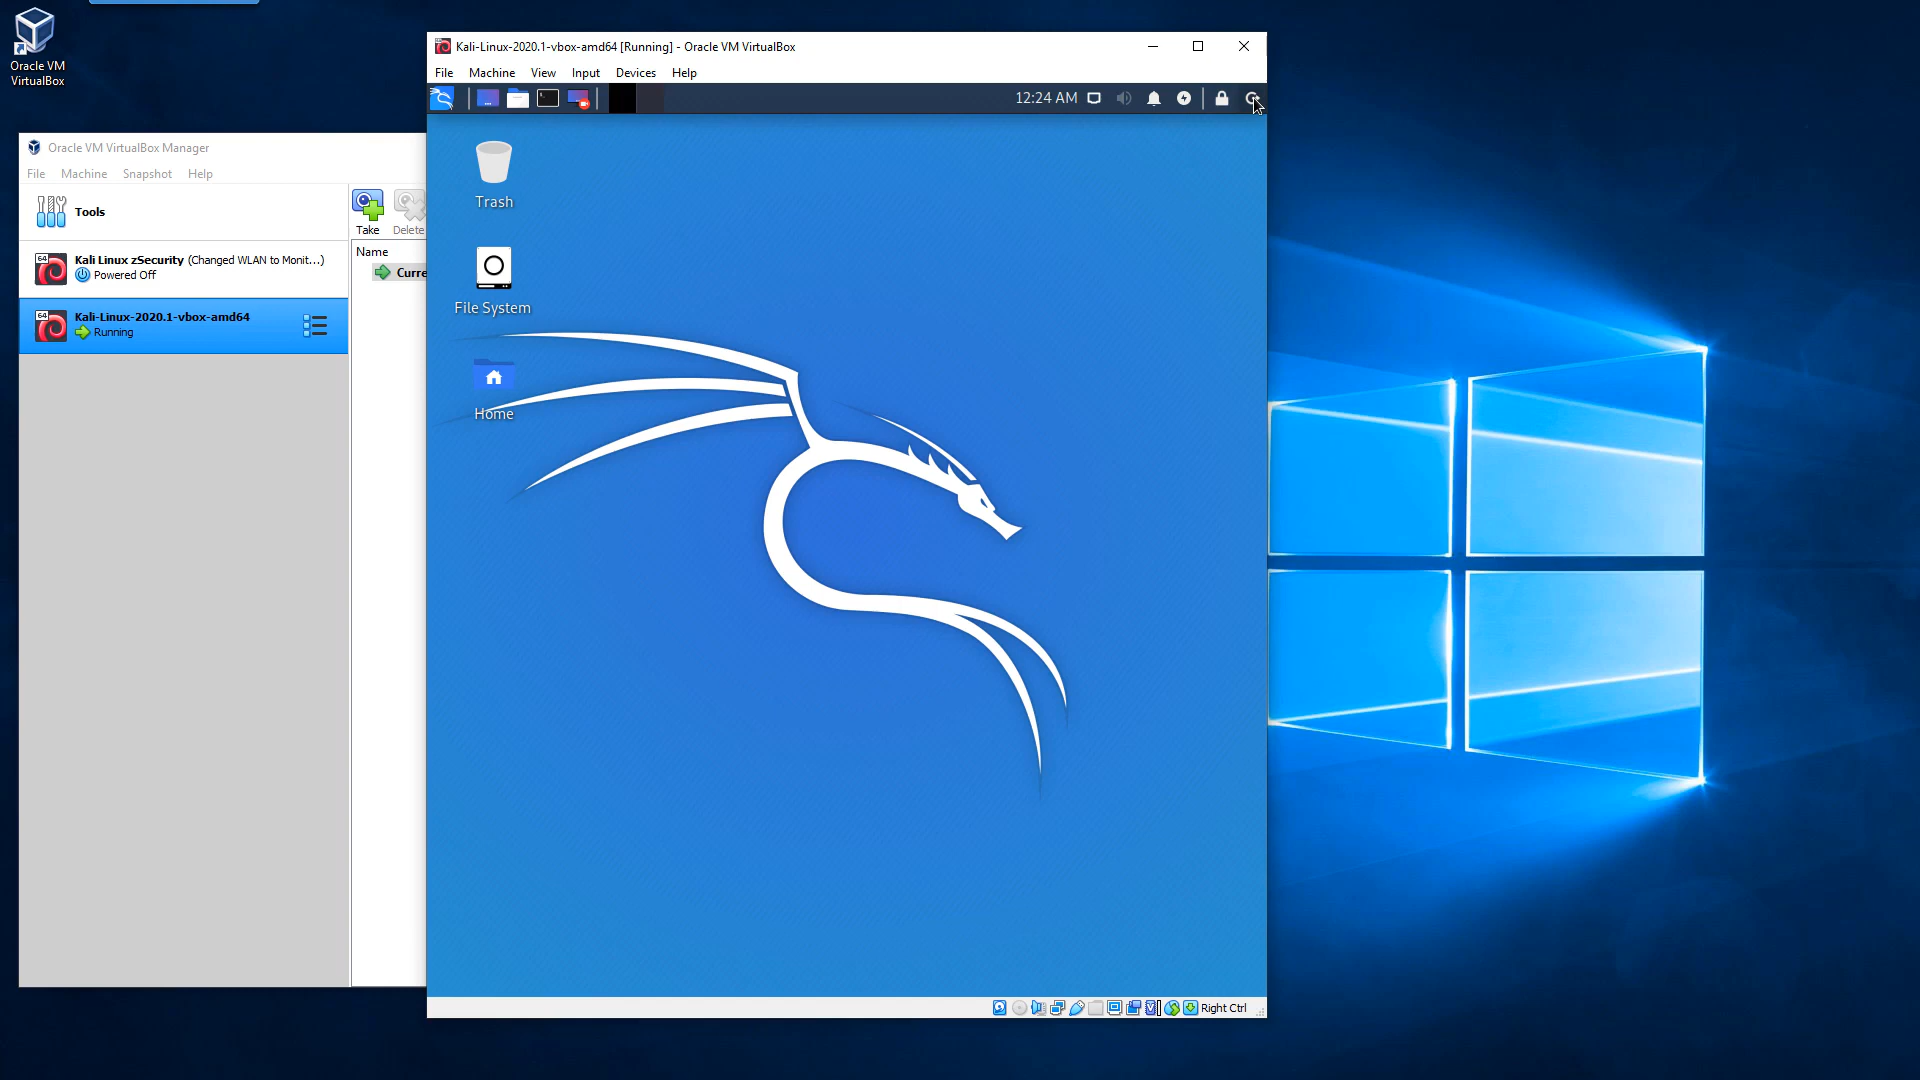 Oracle VM
VirtualBox
Kali-Linux-2020.1-vbox-amd64 [Running] - Oracle VM VirtualBox
File Machine View Input Devices Help
12:24 AM
Trash
File System
Home
Right Ctrl
Oracle VM VirtualBox Manager
File Machine Snapshot Help
Tools
Take Delete
Name
Curre
64
Kali Linux zSecurity (Changed WLAN to Monit...)
Powered Off
64
Kali-Linux-2020.1-vbox-amd64
Running